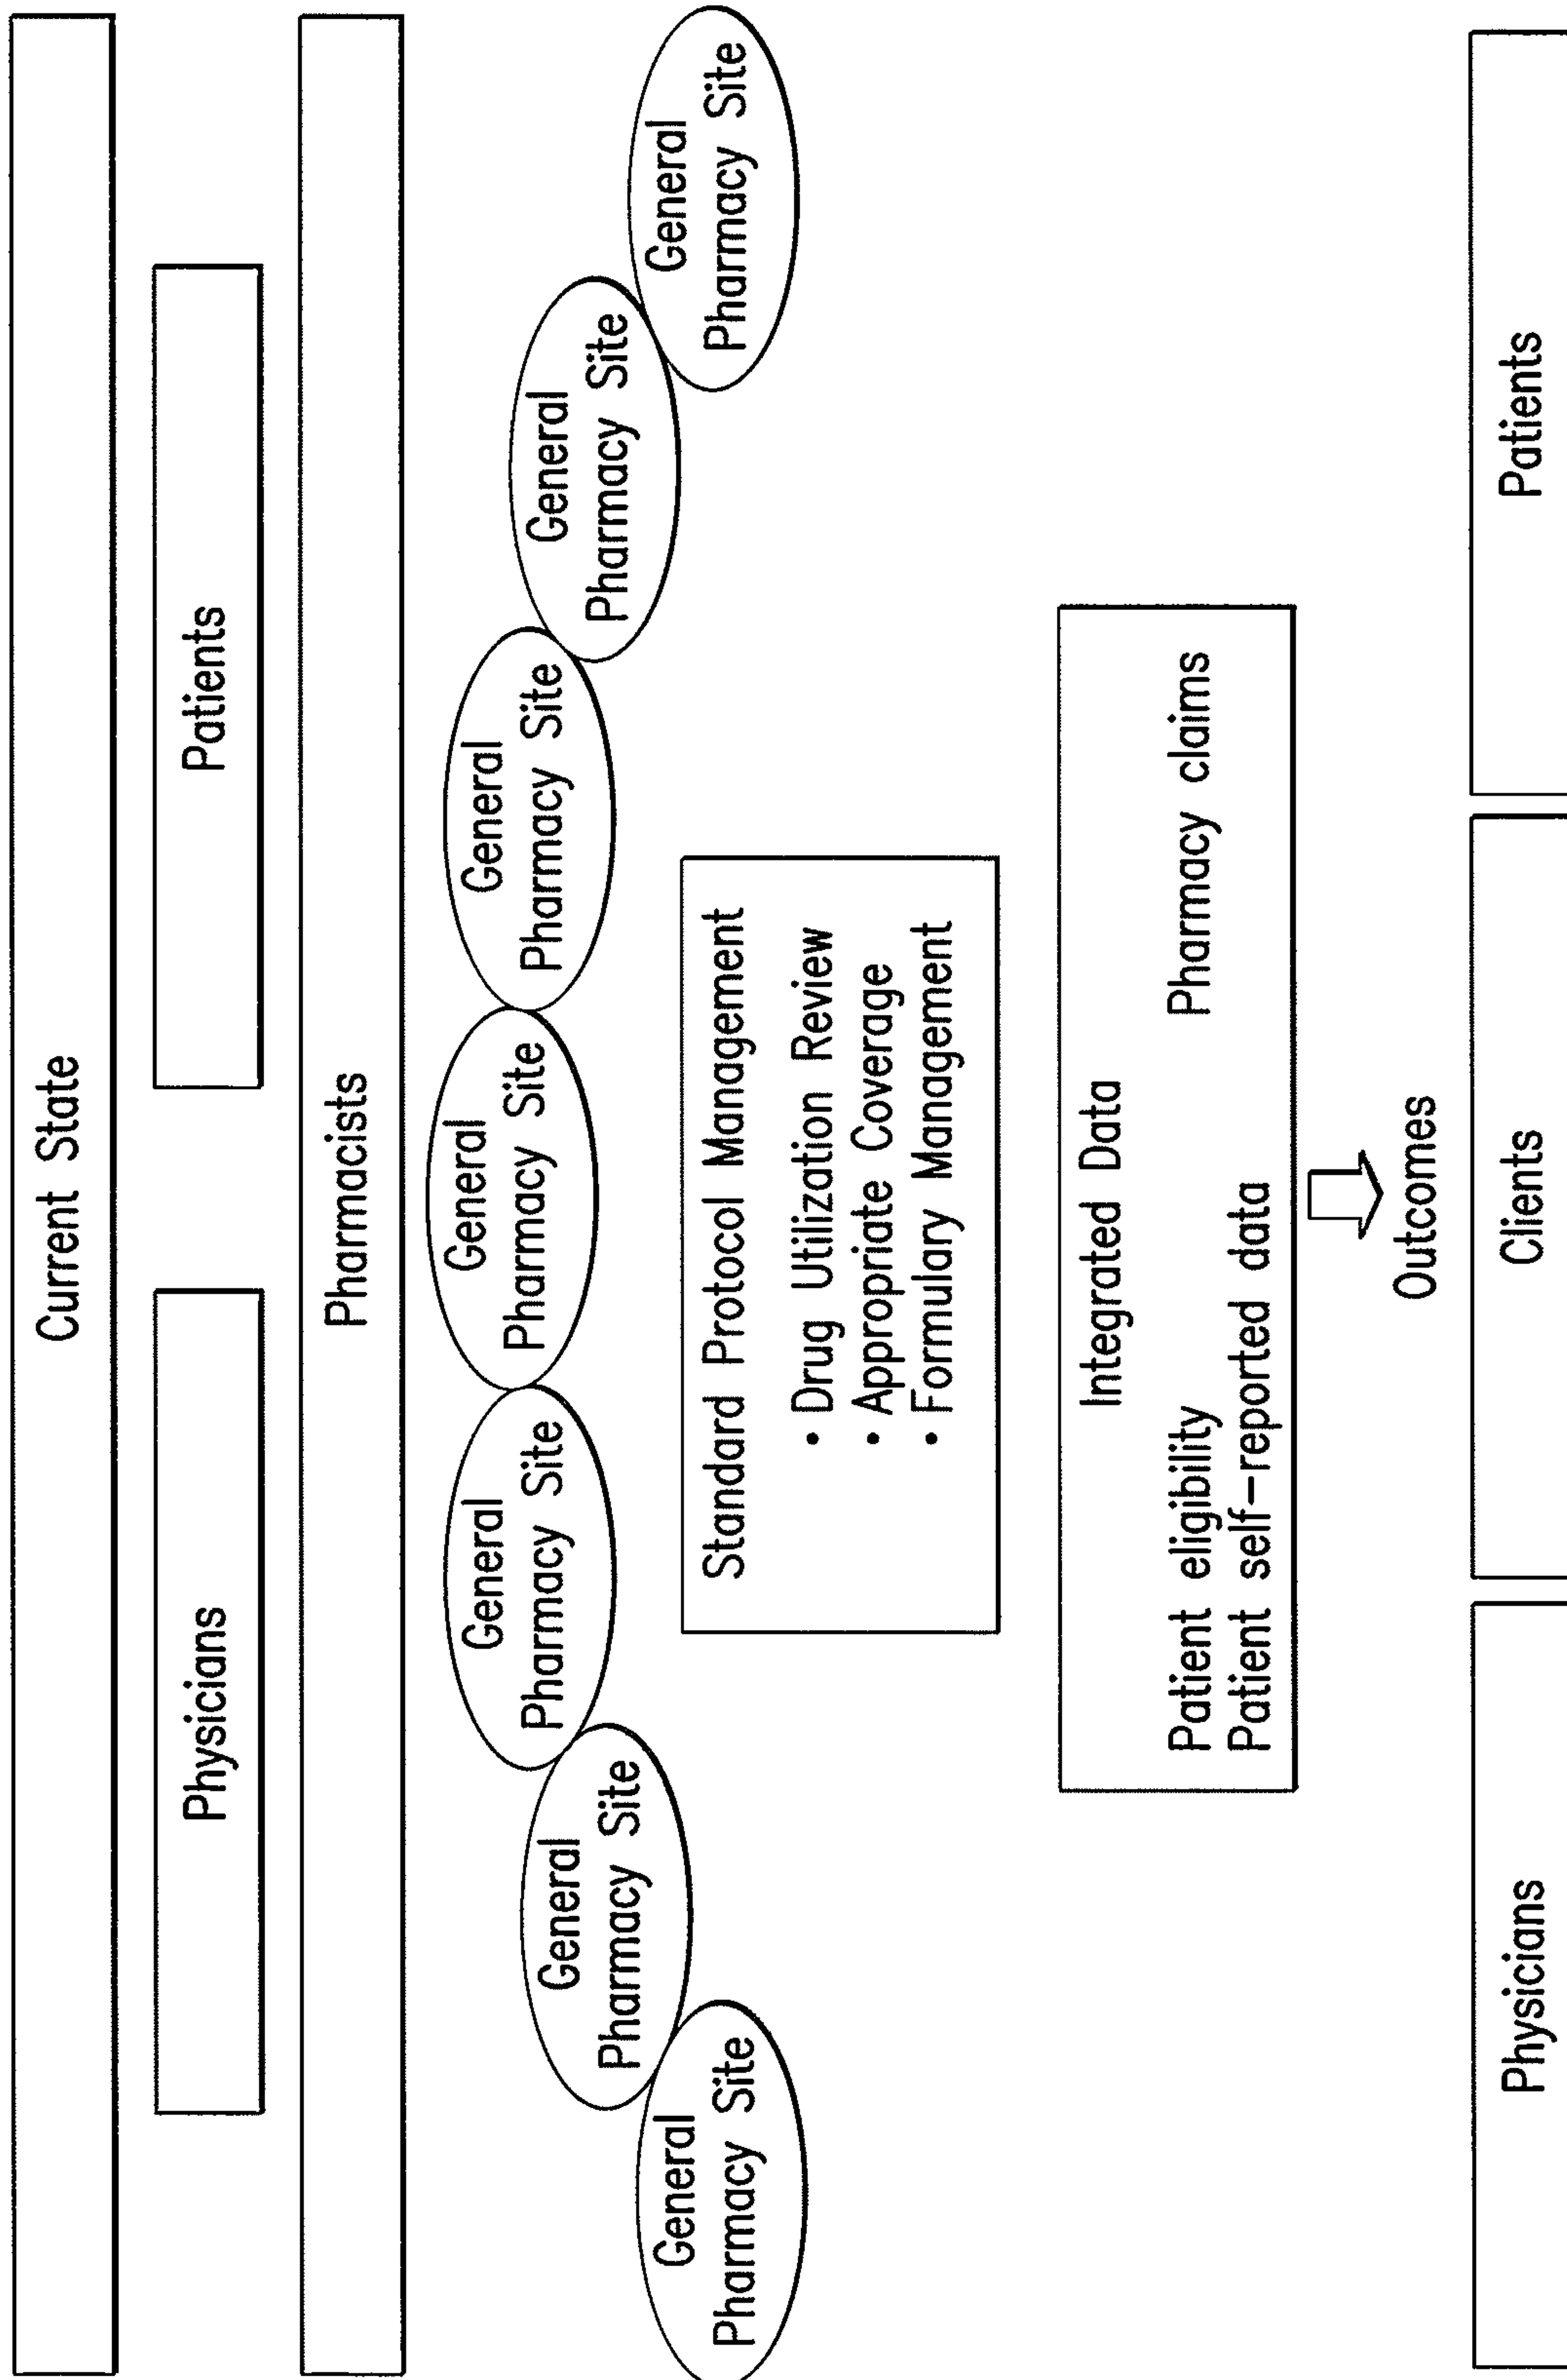 Current State
Physicians
Patients
Pharmacists
General
Pharmacy Site
General
Pharmacy Site
General
Pharmacy Site
General
Pharmacy Site
General
Pharmacy Site
General
Pharmacy Site
General
Pharmacy Site
Standard Protocol Management
• Drug Utilization Review
• Appropriate Coverage
• Formulary Management
Integrated Data
Patient eligibility Pharmacy claims
Patient self-reported data
Outcomes
Physicians
Clients
Patients